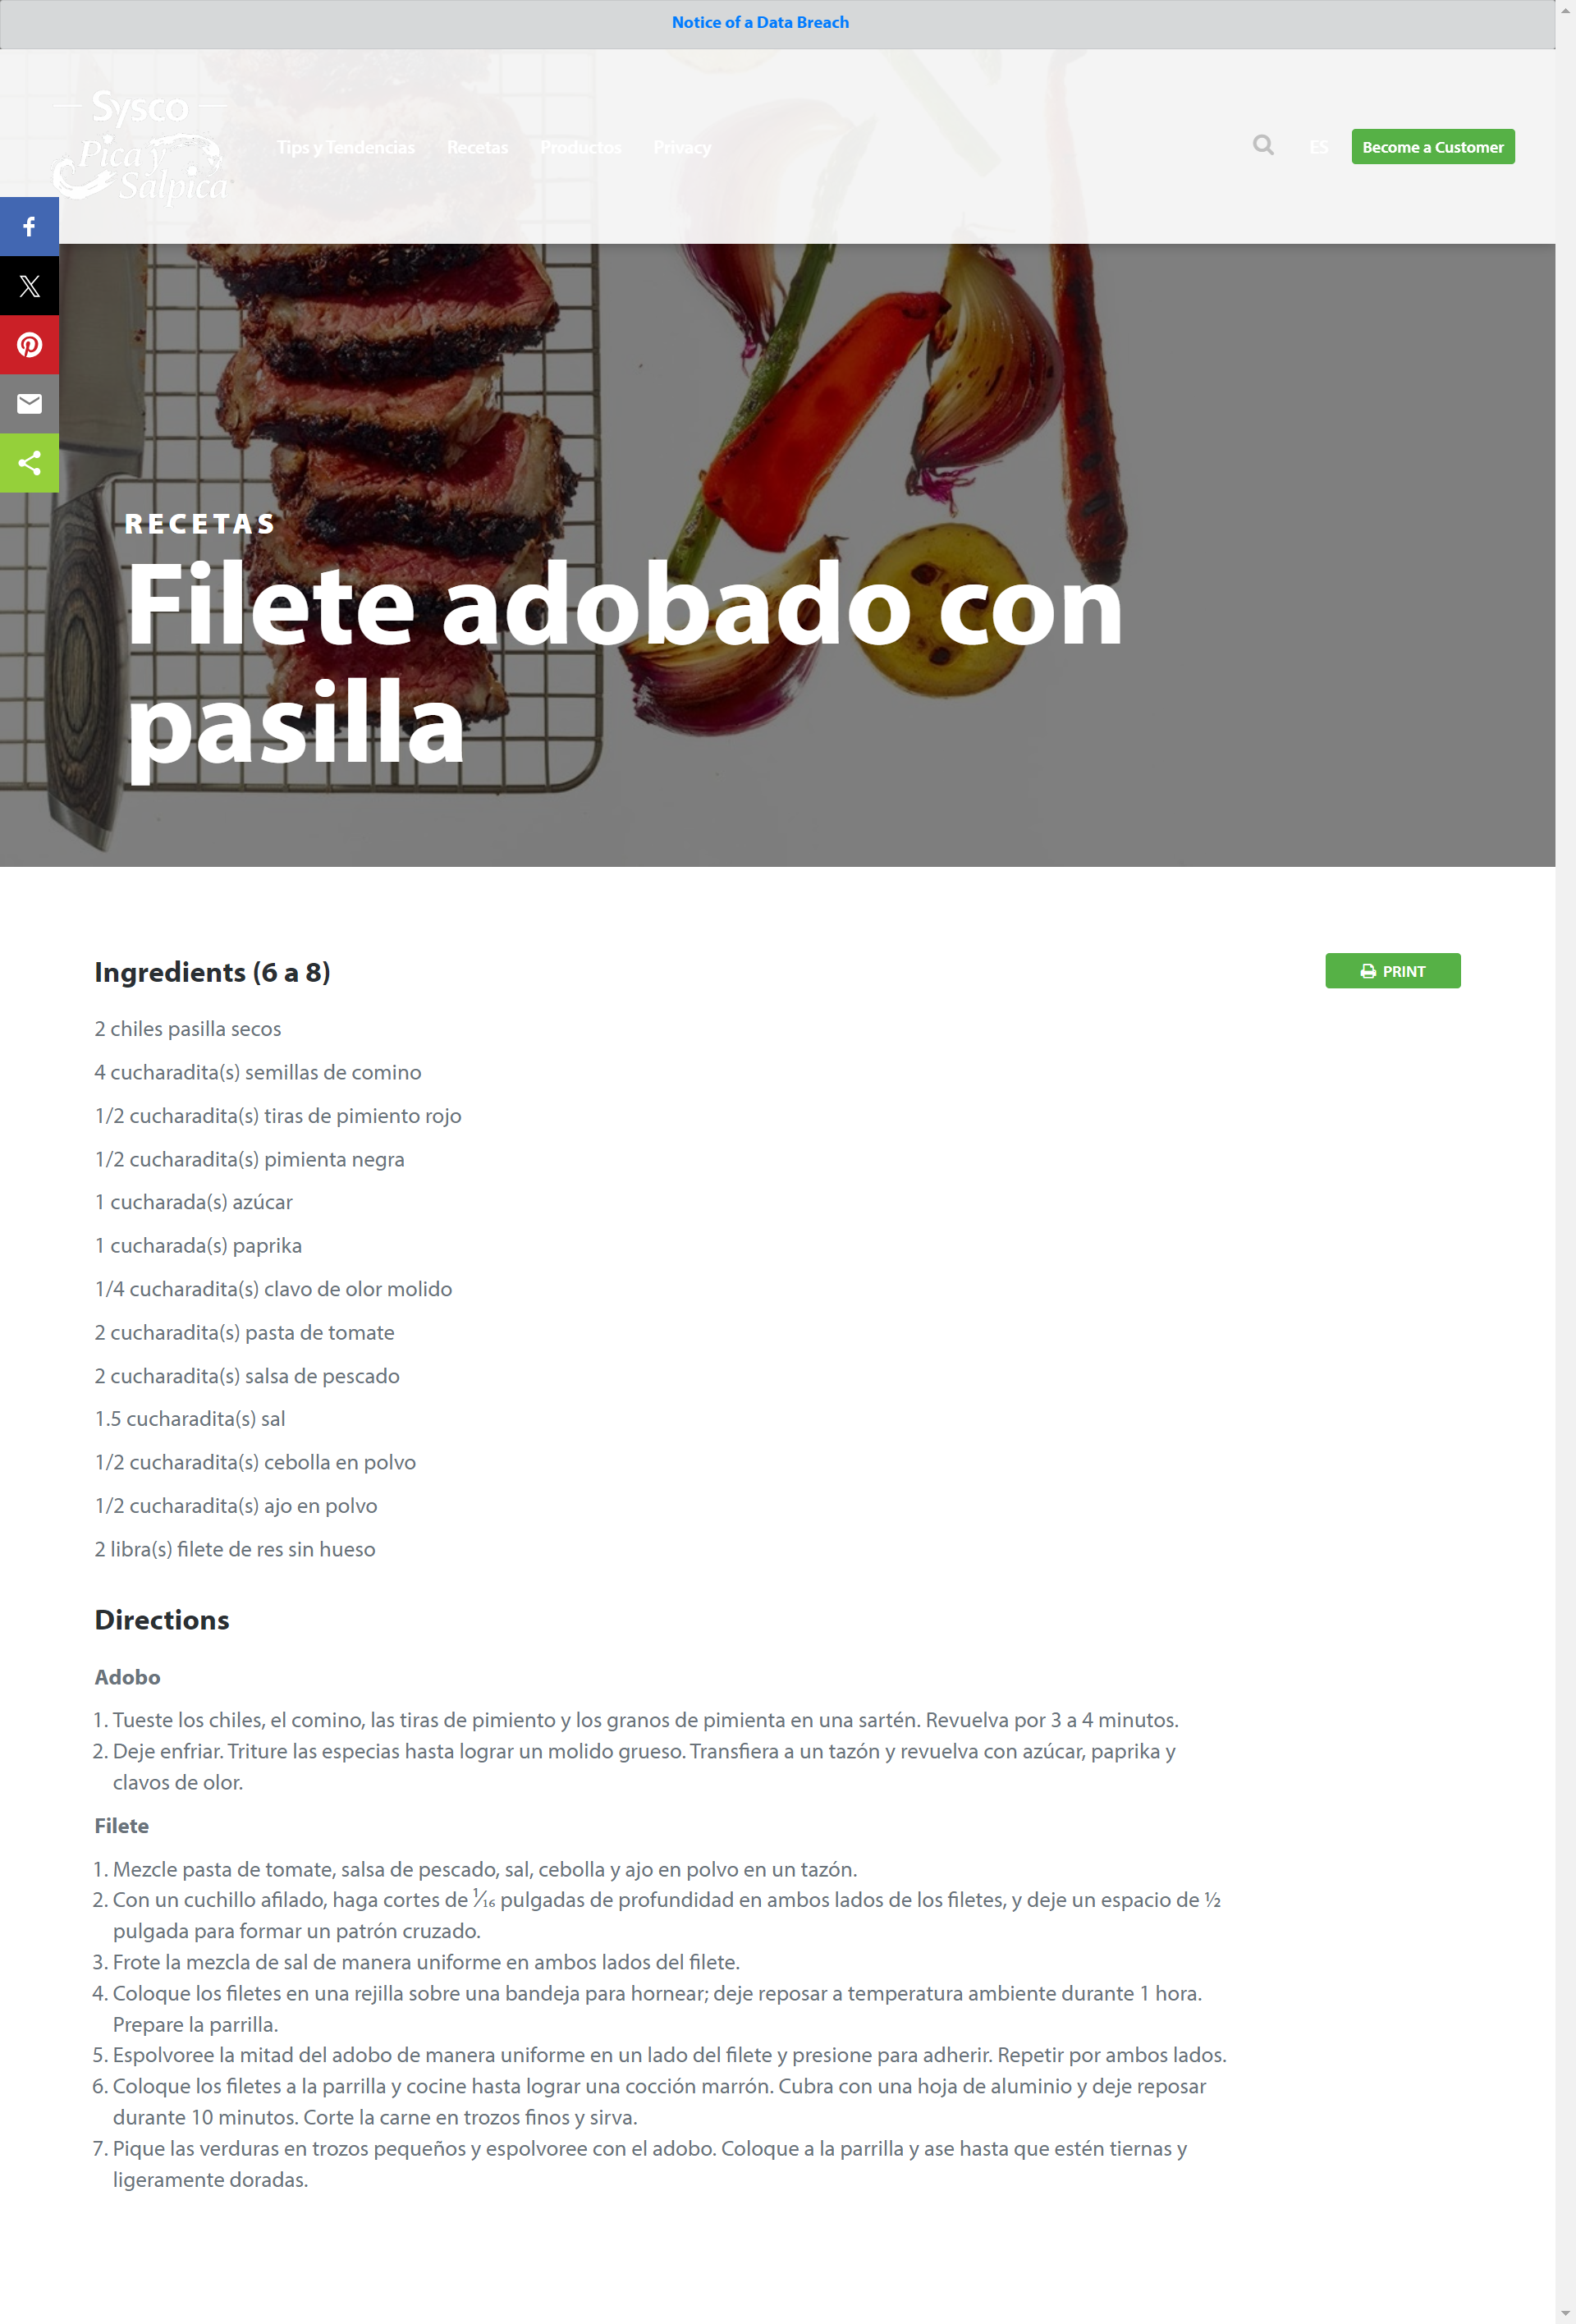 Notice of a Data Breach
Sysco
Pica y
Salpica
Tips y Tendencias
Recetas
Productos
Privacy
ES
Become a Customer
RECETAS
Filete adobado con
pasilla
Ingredients (6 a 8)
PRINT
2 chiles pasilla secos
4 cucharadita(s) semillas de comino
1/2 cucharadita(s) tiras de pimiento rojo
1/2 cucharadita(s) pimienta negra
1 cucharada(s) azúcar
1 cucharada(s) paprika
1/4 cucharadita(s) clavo de olor molido
2 cucharadita(s) pasta de tomate
2 cucharadita(s) salsa de pescado
1.5 cucharadita(s) sal
1/2 cucharadita(s) cebolla en polvo
1/2 cucharadita(s) ajo en polvo
2 libra(s) filete de res sin hueso
Directions
Adobo
1. Tueste los chiles, el comino, las tiras de pimiento y los granos de pimienta en una sartén. Revuelva por 3 a 4 minutos.
2. Deje enfriar. Triture las especias hasta lograr un molido grueso. Transfiera a un tazón y revuelva con azúcar, paprika y
clavos de olor.
Filete
1. Mezcle pasta de tomate, salsa de pescado, sal, cebolla y ajo en polvo en un tazón.
2. Con un cuchillo afilado, haga cortes de ¹⁄₁₆ pulgadas de profundidad en ambos lados de los filetes, y deje un espacio de ½
pulgada para formar un patrón cruzado.
3. Frote la mezcla de sal de manera uniforme en ambos lados del filete.
4. Coloque los filetes en una rejilla sobre una bandeja para hornear; deje reposar a temperatura ambiente durante 1 hora.
Prepare la parrilla.
5. Espolvoree la mitad del adobo de manera uniforme en un lado del filete y presione para adherir. Repetir por ambos lados.
6. Coloque los filetes a la parrilla y cocine hasta lograr una cocción marrón. Cubra con una hoja de aluminio y deje reposar
durante 10 minutos. Corte la carne en trozos finos y sirva.
7. Pique las verduras en trozos pequeños y espolvoree con el adobo. Coloque a la parrilla y ase hasta que estén tiernas y
ligeramente doradas.